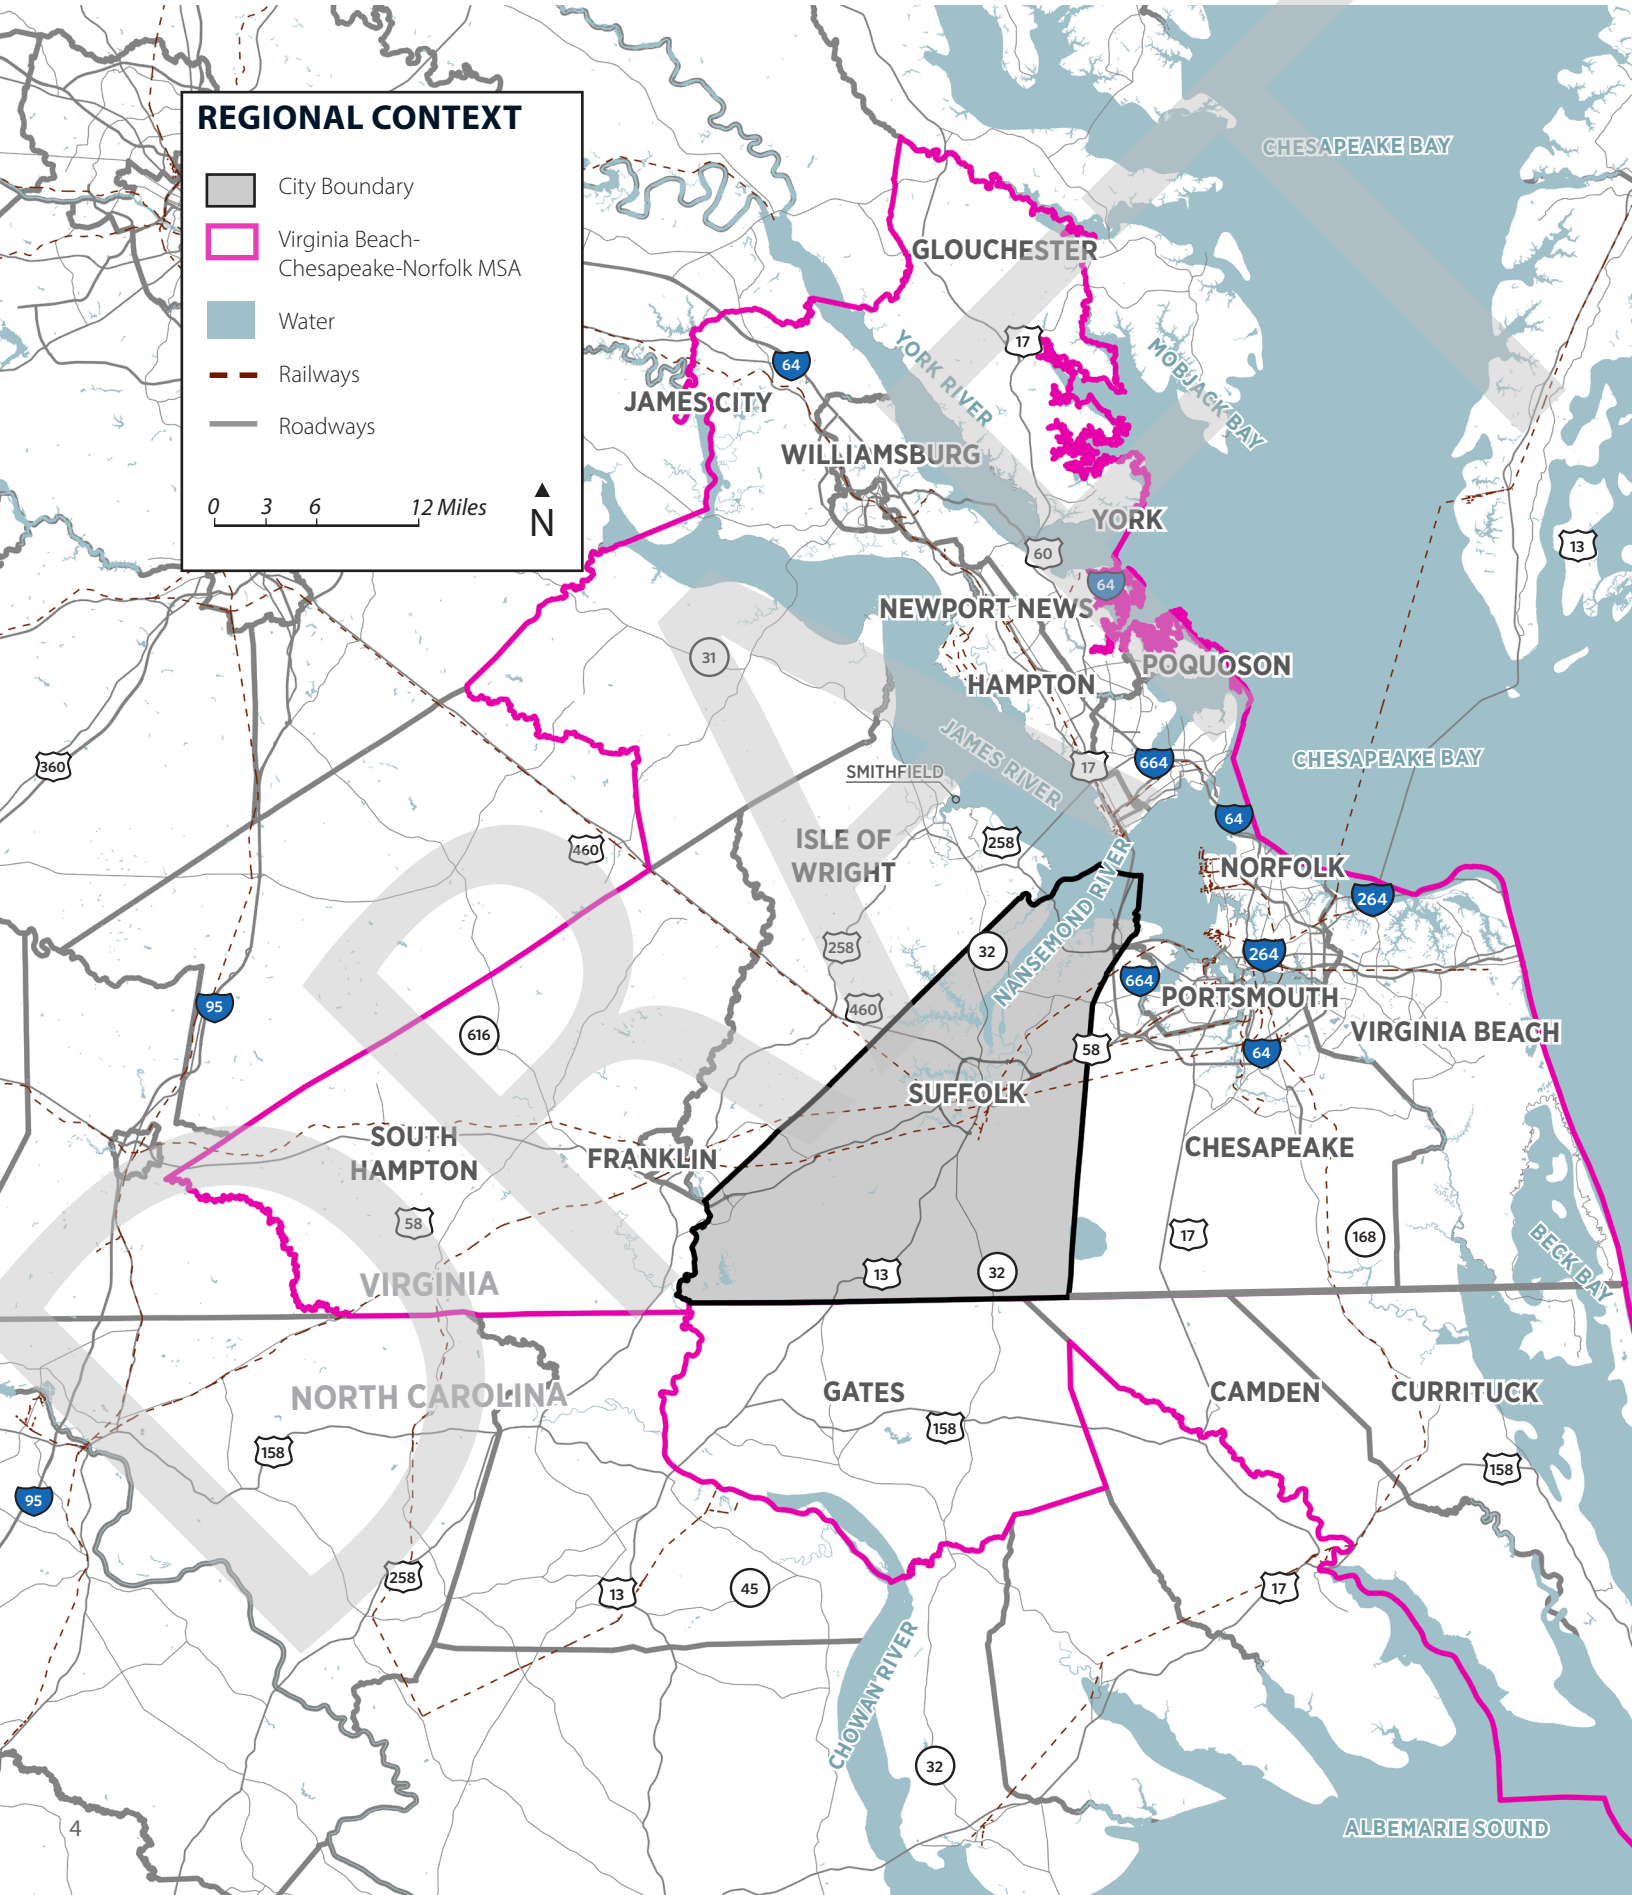 REGIONAL CONTEXT
City Boundary
Virginia Beach-
Chesapeake-Norfolk MSA
Water
Railways
Roadways
0 3 6 12 Miles
N
CHESAPEAKE BAY
GLOUCHESTER
17
YORK RIVER
MOBJACK BAY
64
JAMES CITY
WILLIAMSBURG
YORK
60
13
64
NEWPORT NEWS
31
POQUOSON
HAMPTON
JAMES RIVER
CHESAPEAKE BAY
360
17
664
SMITHFIELD
64
460
ISLE OF
WRIGHT
258
NORFOLK
264
NANSEMOND RIVER
258
32
264
664
PORTSMOUTH
95
460
616
58
64
VIRGINIA BEACH
SUFFOLK
SOUTH
HAMPTON
FRANKLIN
CHESAPEAKE
58
17
168
BECK BAY
VIRGINIA
13
32
NORTH CAROLINA
GATES
CAMDEN
CURRITUCK
158
158
158
95
258
13
45
17
CHOWAN RIVER
32
4
ALBEMARIE SOUND
DRAFT